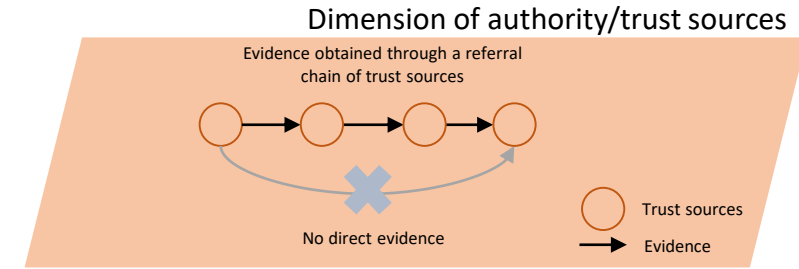 Dimension of authority/trust sources
Evidence obtained through a referral
chain of trust sources
No direct evidence
Trust sources
Evidence